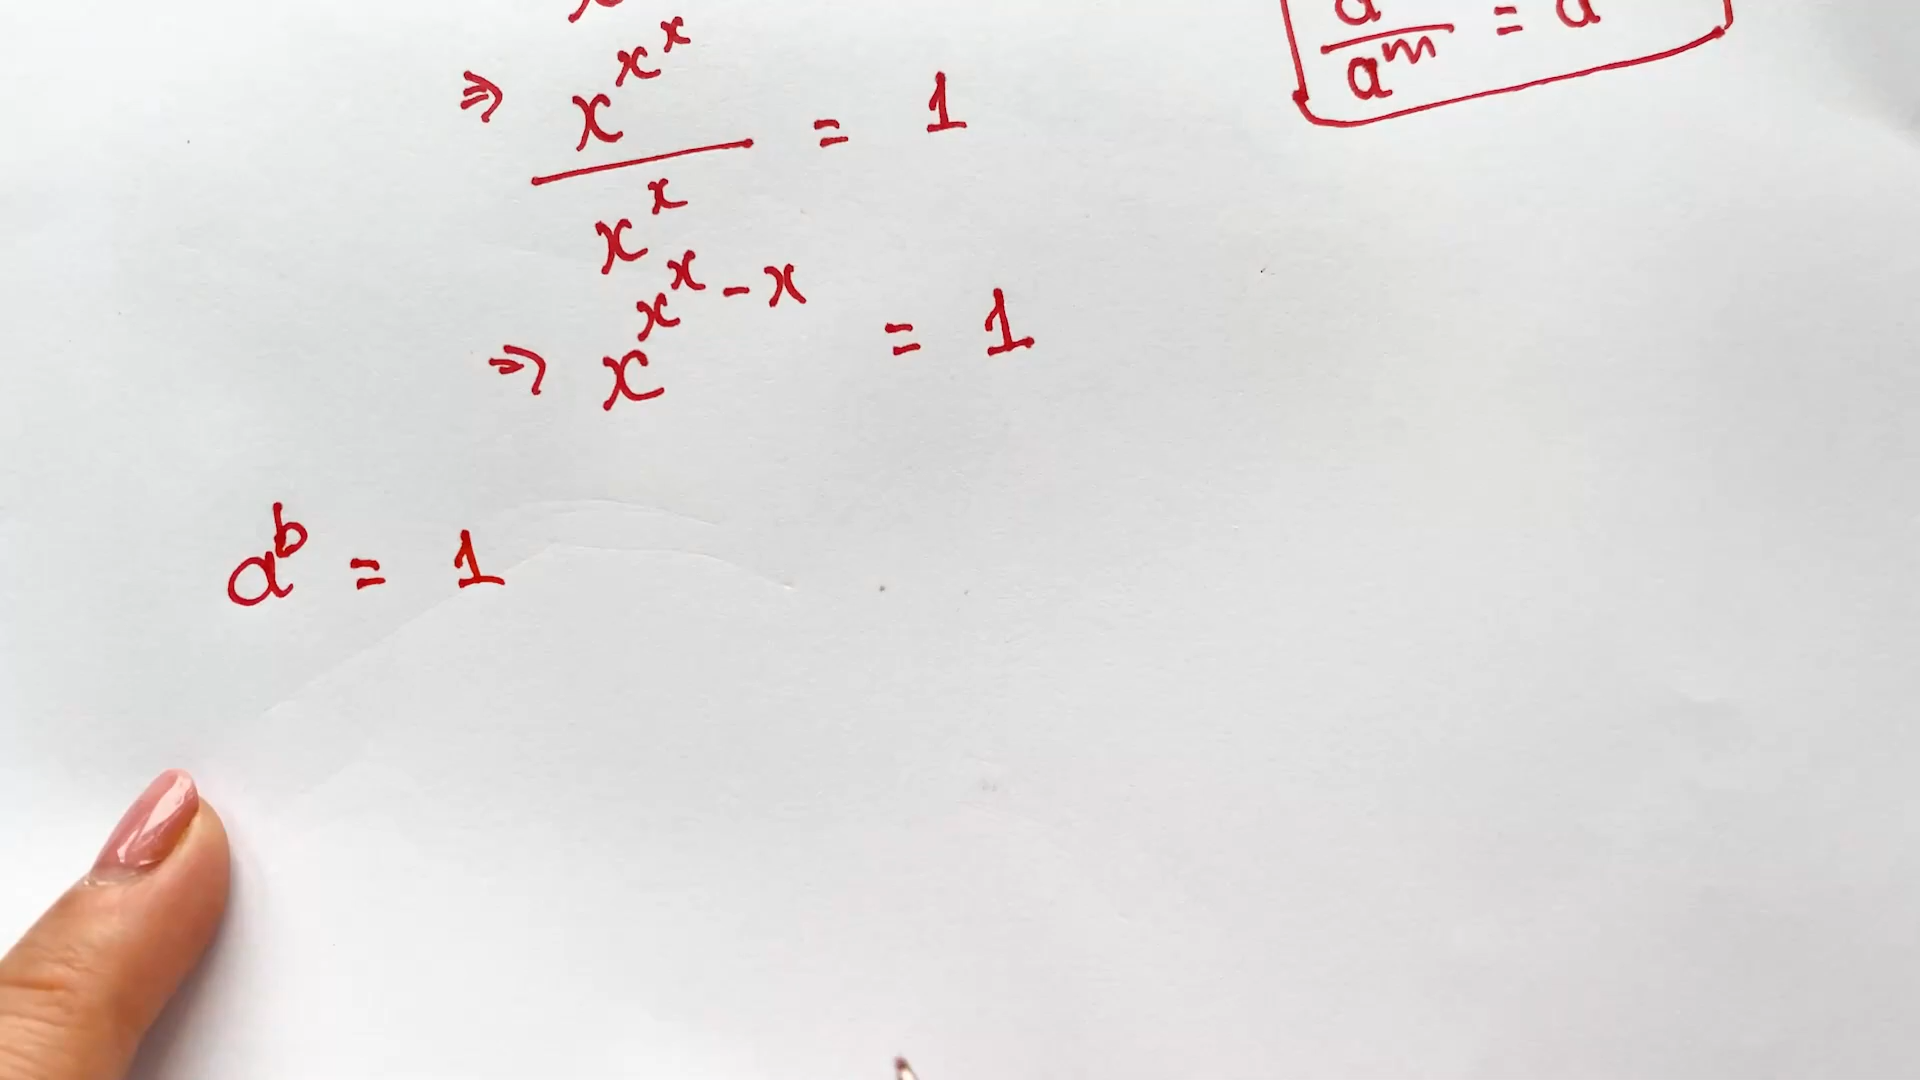 ⇒ x^{x^x} / x^x = 1
a / a^m = a
⇒ x^{x^x - x} = 1
a^b = 1